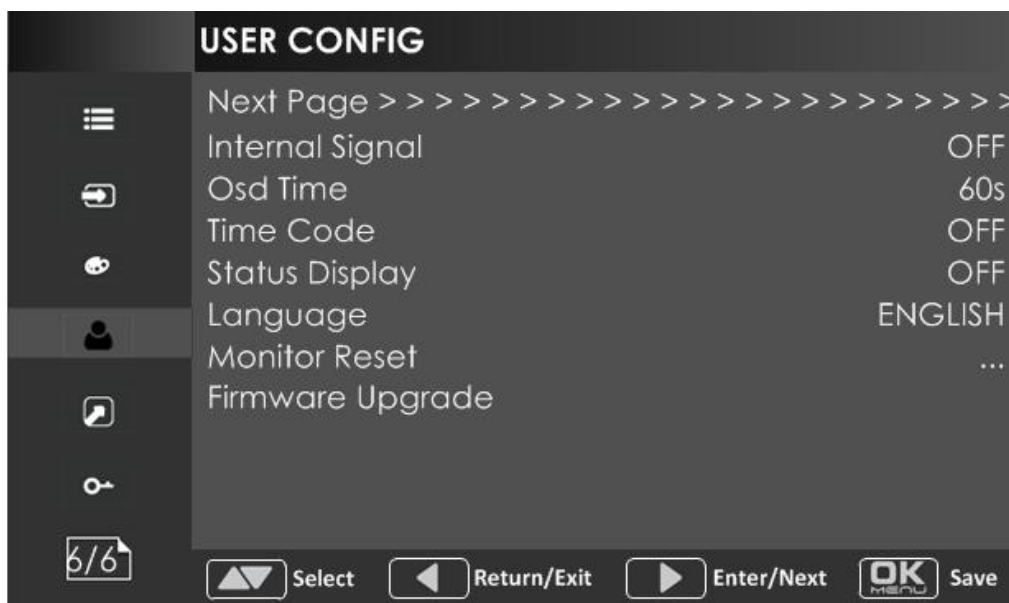 USER CONFIG
Next Page > > > > > > > > > > > > > > > > > > > > > > >
Internal Signal OFF
Osd Time 60s
Time Code OFF
Status Display OFF
Language ENGLISH
Monitor Reset ...
Firmware Upgrade
6/6
Select Return/Exit Enter/Next OK MENU Save